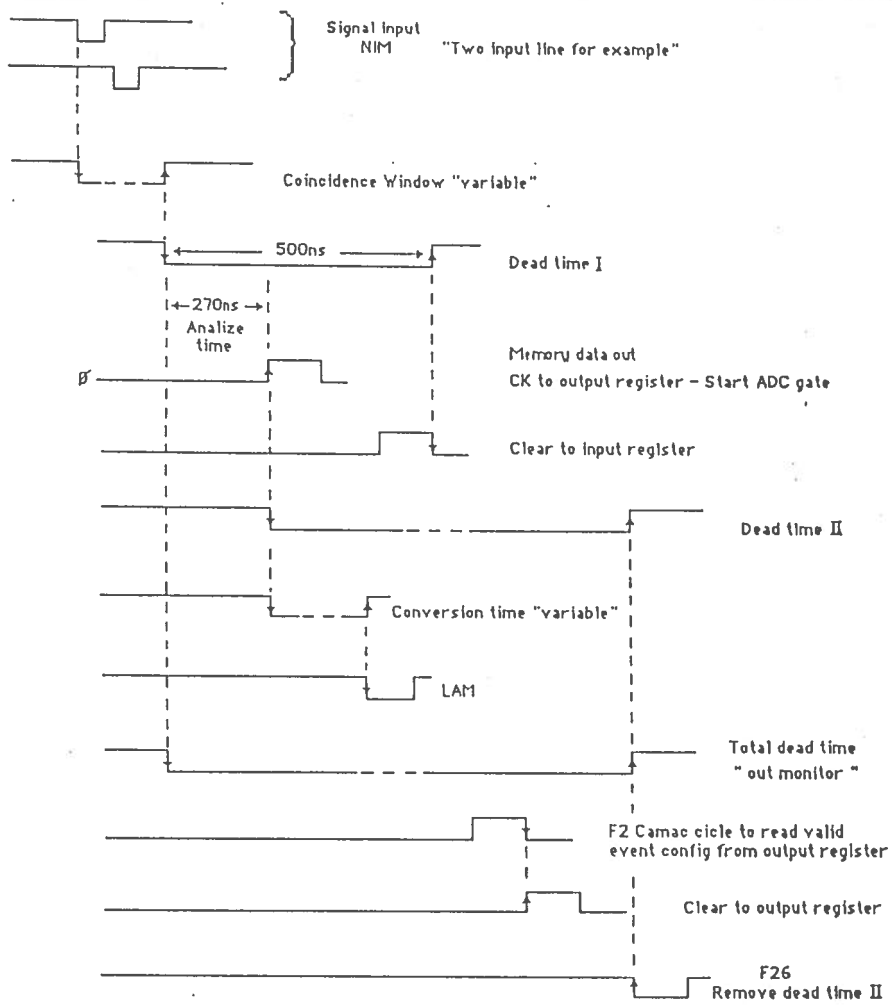 Signal input
NIM "Two input line for example"
Coincidence Window "variable"
500ns
Dead time I
270ns
Analize
time
Memory data out
Ø
CK to output register - Start ADC gate
Clear to input register
Dead time II
Conversion time "variable"
LAM
Total dead time
" out monitor "
F2 Camac cicle to read valid
event config from output register
Clear to output register
F26
Remove dead time II